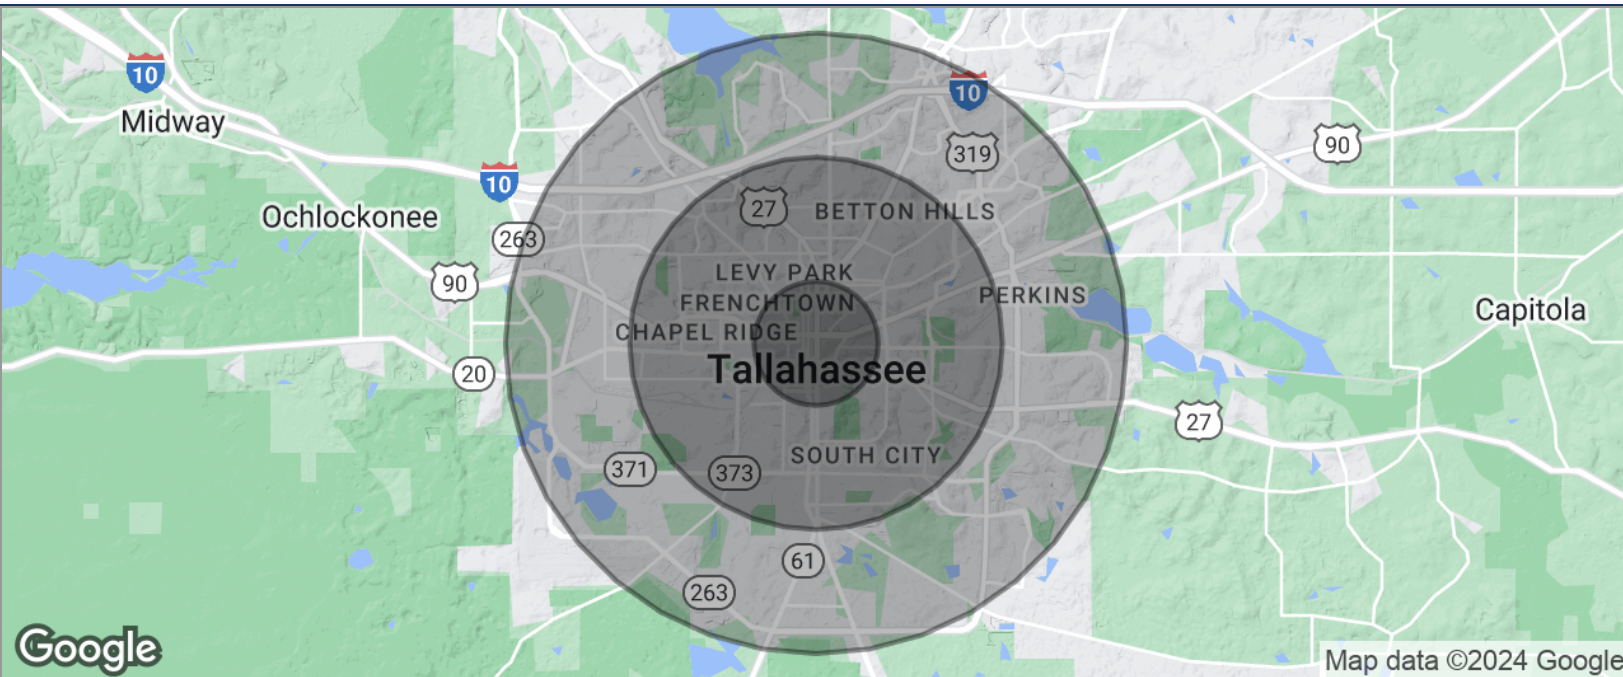 10
10
Midway
90
319
10
27
BETTON HILLS
Ochlockonee
263
LEVY PARK
90
PERKINS
FRENCHTOWN
Capitola
CHAPEL RIDGE
Tallahassee
20
27
SOUTH CITY
371
373
61
263
Google
Map data ©2024 Google